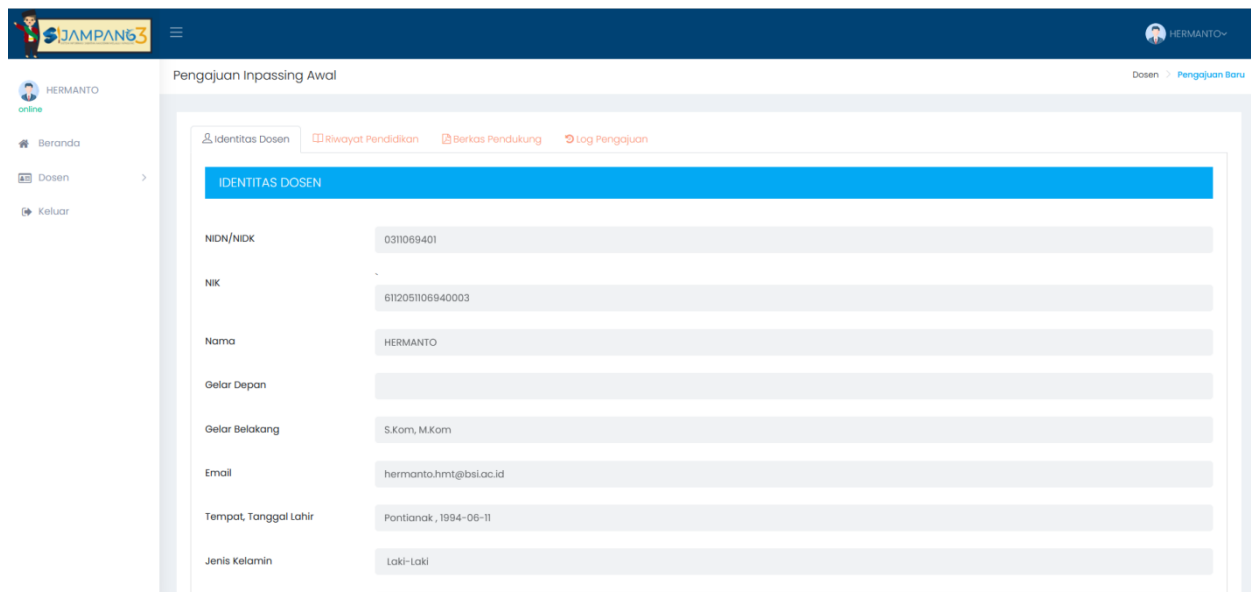 SIJAMPANG3
HERMANTO
HERMANTO
online
Beranda
Dosen
Keluar
Pengajuan Inpassing Awal
Dosen > Pengajuan Baru
Identitas Dosen Riwayat Pendidikan Berkas Pendukung Log Pengajuan
IDENTITAS DOSEN
NIDN/NIDK 0311069401
NIK 6112051106940003
Nama HERMANTO
Gelar Depan
Gelar Belakang S.Kom, M.Kom
Email hermanto.hmt@bsi.ac.id
Tempat, Tanggal Lahir Pontianak , 1994-06-11
Jenis Kelamin Laki-Laki